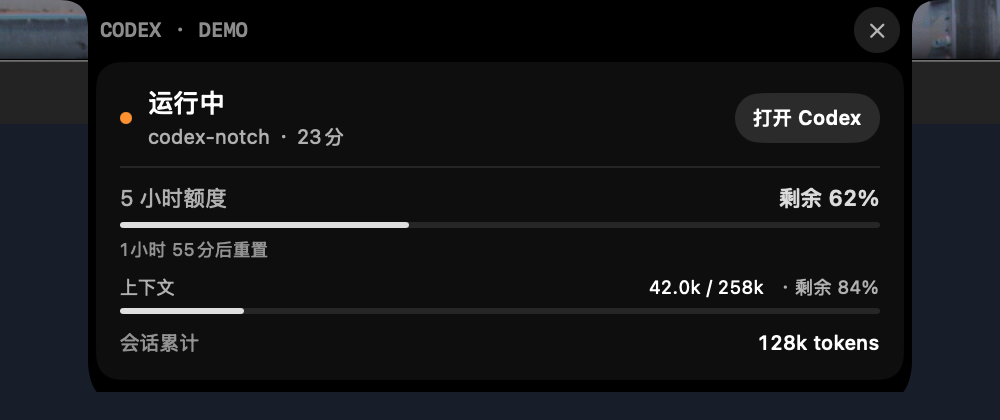 CODEX · DEMO
运行中
codex-notch · 23分
打开 Codex
5 小时额度
剩余 62%
1小时 55分后重置
上下文
42.0k / 258k · 剩余 84%
会话累计
128k tokens